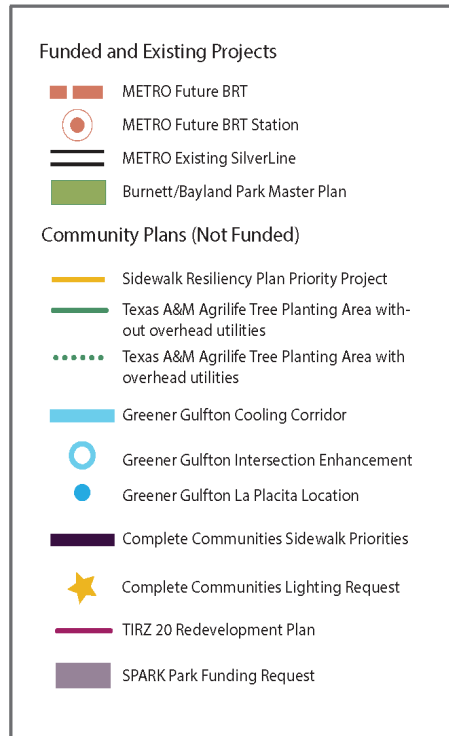 Funded and Existing Projects
METRO Future BRT
METRO Future BRT Station
METRO Existing SilverLine
Burnett/Bayland Park Master Plan
Community Plans (Not Funded)
Sidewalk Resiliency Plan Priority Project
Texas A&M Agrilife Tree Planting Area with-
out overhead utilities
Texas A&M Agrilife Tree Planting Area with
overhead utilities
Greener Gulfton Cooling Corridor
Greener Gulfton Intersection Enhancement
Greener Gulfton La Placita Location
Complete Communities Sidewalk Priorities
Complete Communities Lighting Request
TIRZ 20 Redevelopment Plan
SPARK Park Funding Request